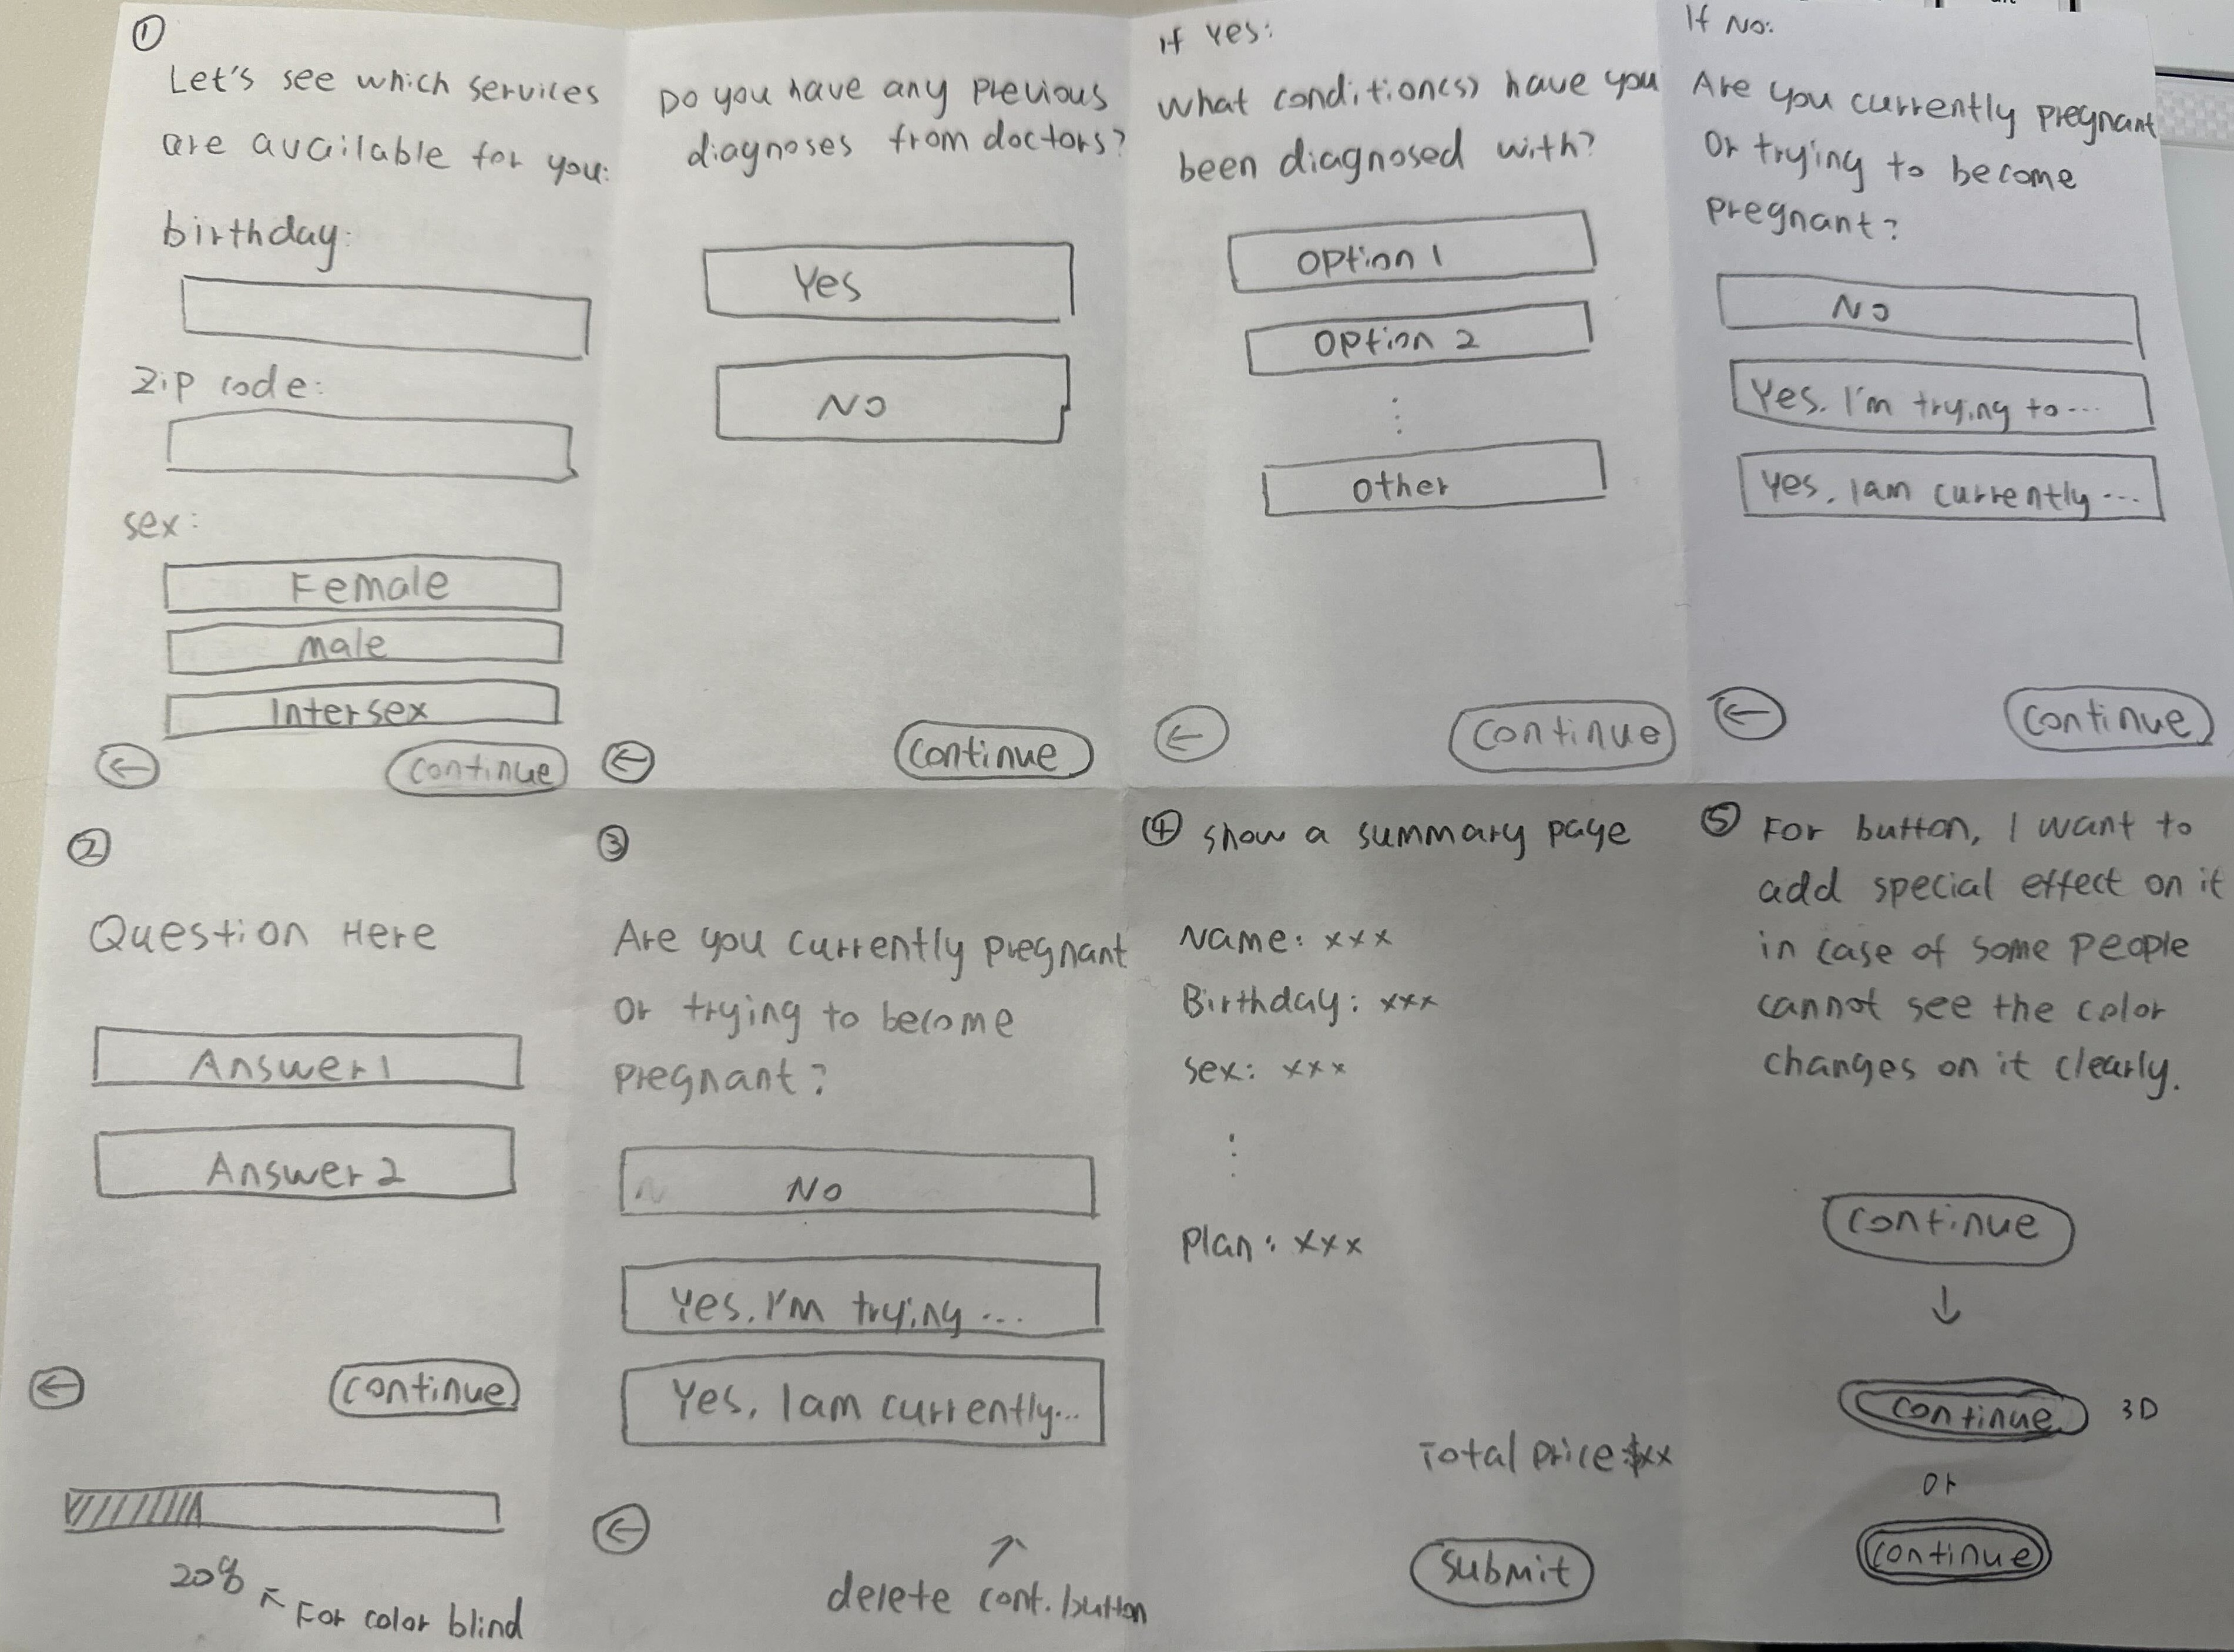 ①
Let's see which services
are available for you:
birthday:
Zip code:
sex:
Female
male
Intersex
←
continue
Do you have any previous
diagnoses from doctors?
Yes
No
←
continue
If Yes:
What condition(s) have you
been diagnosed with?
Option 1
Option 2
⋮
Other
←
continue
If No:
Are you currently pregnant
Or trying to become
pregnant?
No
Yes. I'm trying to...
Yes, I am currently...
←
continue
②
Question Here
Answer 1
Answer 2
←
continue
20%
↖ For color blind
③
Are you currently pregnant
Or trying to become
pregnant?
No
Yes. I'm trying ...
Yes, I am currently...
←
↗
delete cont. button
④ show a summary page
Name: xxx
Birthday: xxx
sex: xxx
⋮
Plan: xxx
Total price: $xx
submit
⑤ For button, I want to
add special effect on it
in case of some people
cannot see the color
changes on it clearly.
continue
↓
continue 3D
or
continue